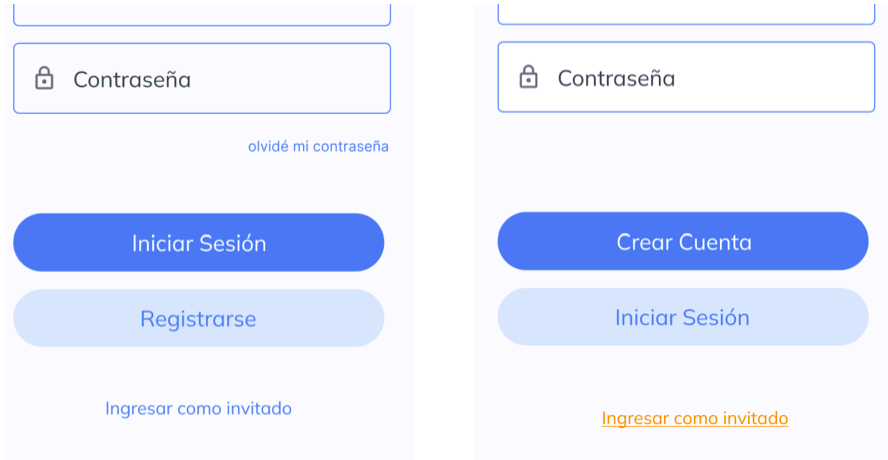 Contraseña
olvidé mi contraseña
Iniciar Sesión
Registrarse
Ingresar como invitado
Contraseña
Crear Cuenta
Iniciar Sesión
Ingresar como invitado